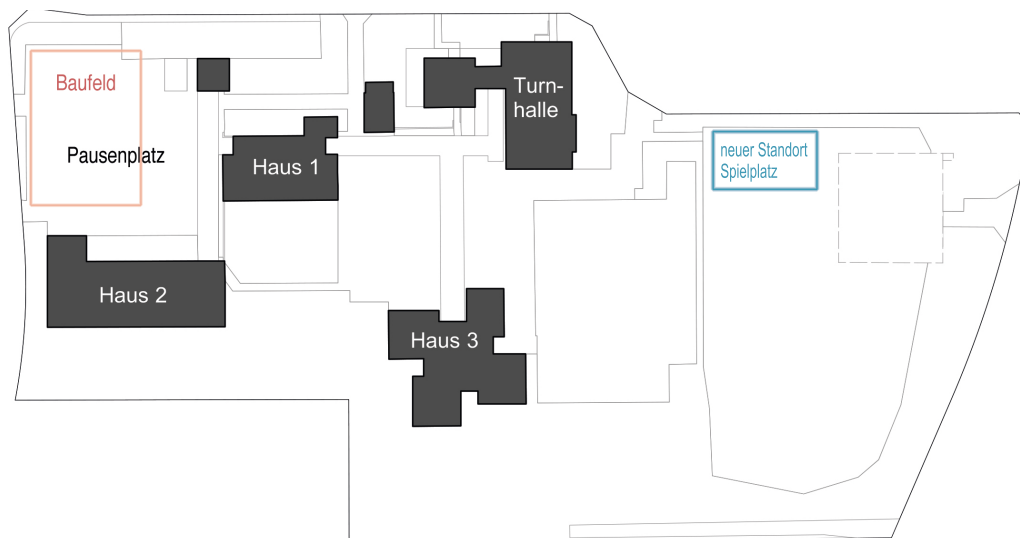 Baufeld
Pausenplatz
Haus 1
Haus 2
Haus 3
Turn-
halle
neuer Standort
Spielplatz